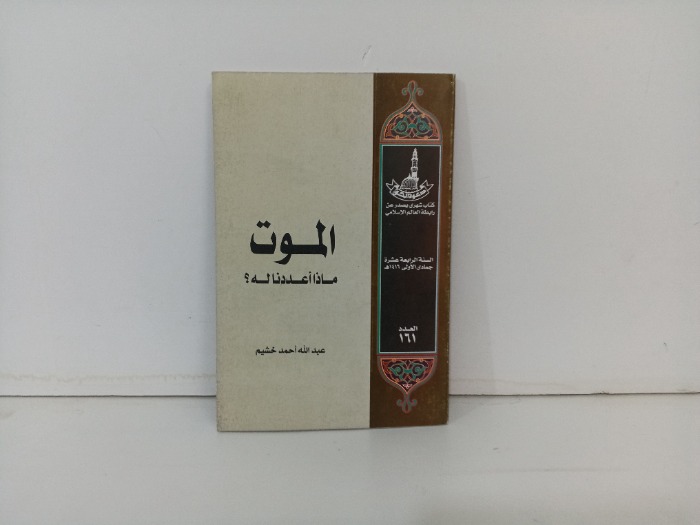 الموت
ماذا أعددنا له؟
عبد الله أحمد خشيم
كتاب شهري يصدر عن
رابطة العالم الإسلامي
السنة الرابعة عشرة
جمادى الأولى ١٤١٦هـ
العدد
١٦١